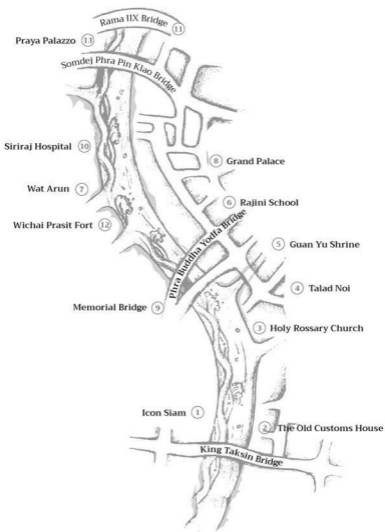 Rama IIX Bridge 11
Praya Palazzo 13
Somdej Phra Pin Klao Bridge
Siriraj Hospital 10
8 Grand Palace
Wat Arun 7
6 Rajini School
Wichai Prasit Fort 12
Phra Buddha Yodfa Bridge
5 Guan Yu Shrine
4 Talad Noi
Memorial Bridge 9
3 Holy Rossary Church
Icon Siam 1
2 The Old Customs House
King Taksin Bridge